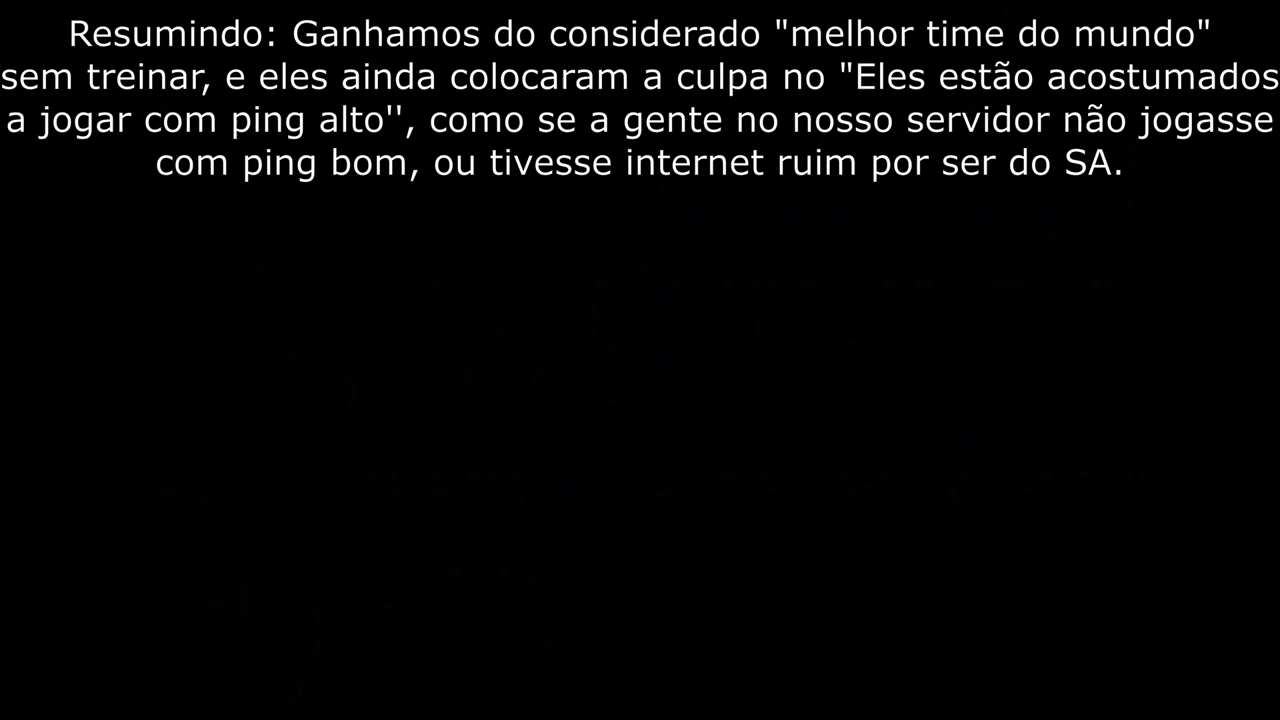 Resumindo: Ganhamos do considerado "melhor time do mundo"
sem treinar, e eles ainda colocaram a culpa no "Eles estão acostumados
a jogar com ping alto'', como se a gente no nosso servidor não jogasse
com ping bom, ou tivesse internet ruim por ser do SA.